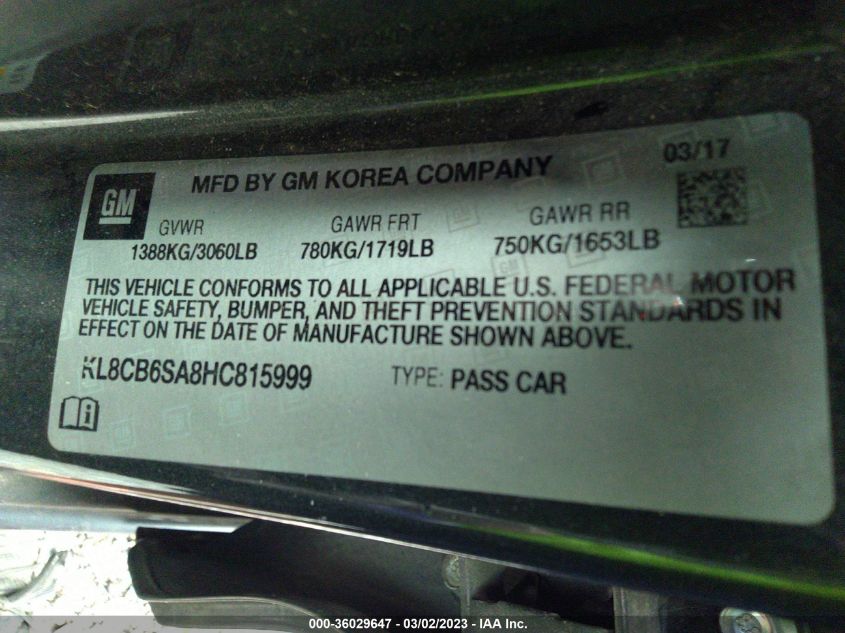 03/17
GM
MFD BY GM KOREA COMPANY
GVWR GAWR FRT GAWR RR
1388KG/3060LB 780KG/1719LB 750KG/1653LB
THIS VEHICLE CONFORMS TO ALL APPLICABLE U.S. FEDERAL MOTOR
VEHICLE SAFETY, BUMPER, AND THEFT PREVENTION STANDARDS IN
EFFECT ON THE DATE OF MANUFACTURE SHOWN ABOVE.
KL8CB6SA8HC815999 TYPE: PASS CAR
000-36029647 - 03/02/2023 - IAA Inc.